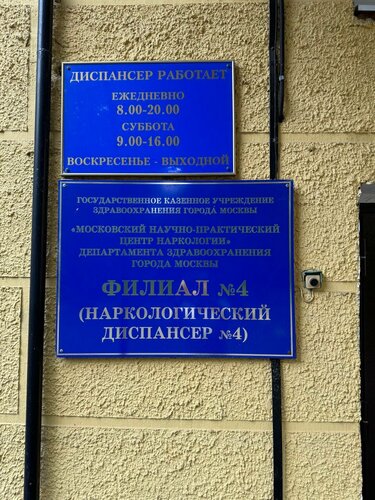 ДИСПАНСЕР РАБОТАЕТ
ЕЖЕДНЕВНО
8.00-20.00
СУББОТА
9.00-16.00
ВОСКРЕСЕНЬЕ - ВЫХОДНОЙ
ГОСУДАРСТВЕННОЕ КАЗЕННОЕ УЧРЕЖДЕНИЕ
ЗДРАВООХРАНЕНИЯ ГОРОДА МОСКВЫ
«МОСКОВСКИЙ НАУЧНО-ПРАКТИЧЕСКИЙ
ЦЕНТР НАРКОЛОГИИ»
ДЕПАРТАМЕНТА ЗДРАВООХРАНЕНИЯ
ГОРОДА МОСКВЫ
ФИЛИАЛ №4
(НАРКОЛОГИЧЕСКИЙ
ДИСПАНСЕР №4)